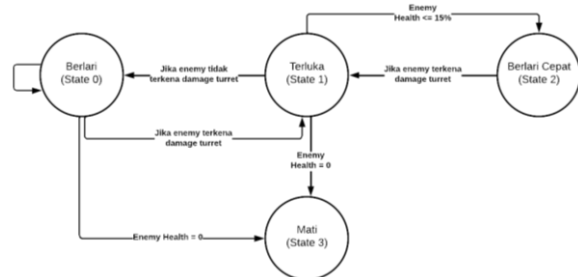 Enemy
Health <= 15%
Berlari
(State 0)
Jika enemy tidak
terkena damage turret
Terluka
(State 1)
Jika enemy terkena
damage turret
Berlari Cepat
(State 2)
Jika enemy terkena
damage turret
Enemy
Health = 0
Mati
(State 3)
Enemy Health = 0